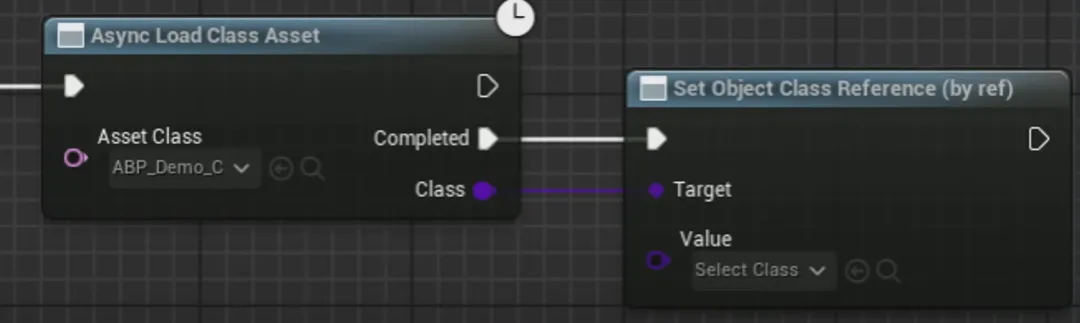 Async Load Class Asset
Set Object Class Reference (by ref)
Asset Class
ABP_Demo_C
Completed
Class
Target
Value
Select Class